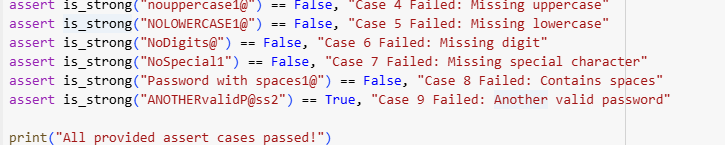 assert is_strong("nouppercase1@") == False, "Case 4 Failed: Missing uppercase"
assert is_strong("NOLOWERCASE1@") == False, "Case 5 Failed: Missing lowercase"
assert is_strong("NoDigits@") == False, "Case 6 Failed: Missing digit"
assert is_strong("NoSpecial1") == False, "Case 7 Failed: Missing special character"
assert is_strong("Password with spaces1@") == False, "Case 8 Failed: Contains spaces"
assert is_strong("ANOTHERvalidP@ss2") == True, "Case 9 Failed: Another valid password"
print("All provided assert cases passed!")